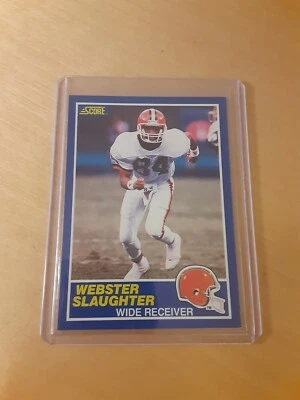 SCORE
84
WEBSTER
SLAUGHTER
WIDE RECEIVER